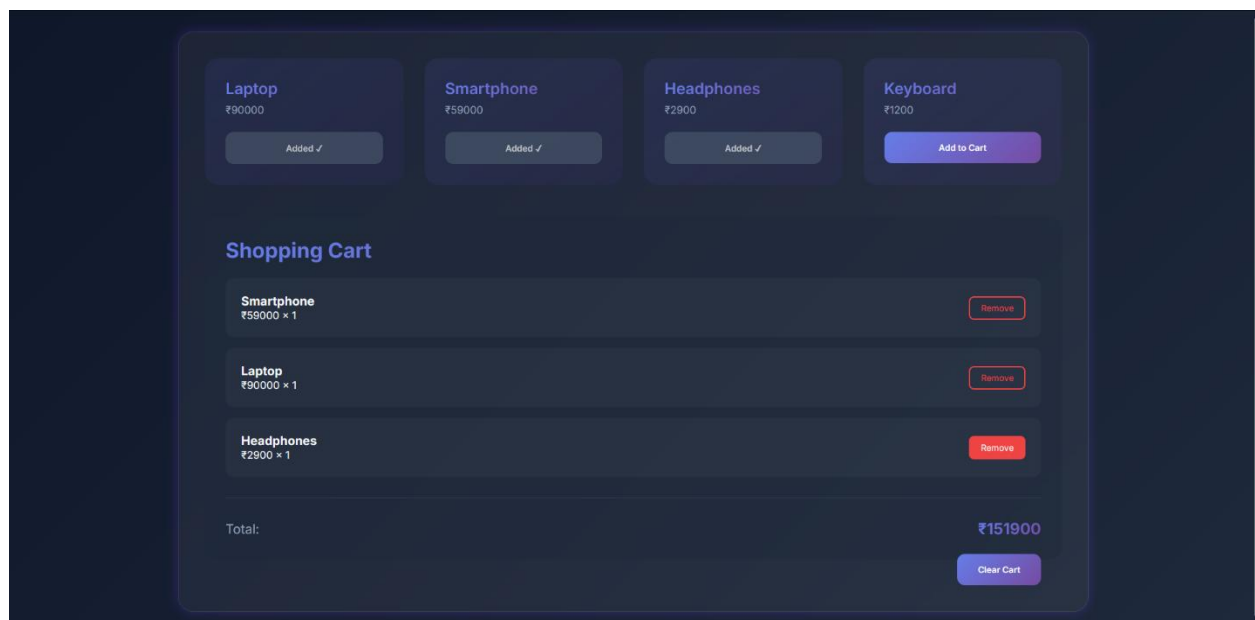 Laptop
₹90000
Added ✓
Smartphone
₹59000
Added ✓
Headphones
₹2900
Added ✓
Keyboard
₹1200
Add to Cart
Shopping Cart
Smartphone
₹59000 × 1
Remove
Laptop
₹90000 × 1
Remove
Headphones
₹2900 × 1
Remove
Total:
₹151900
Clear Cart